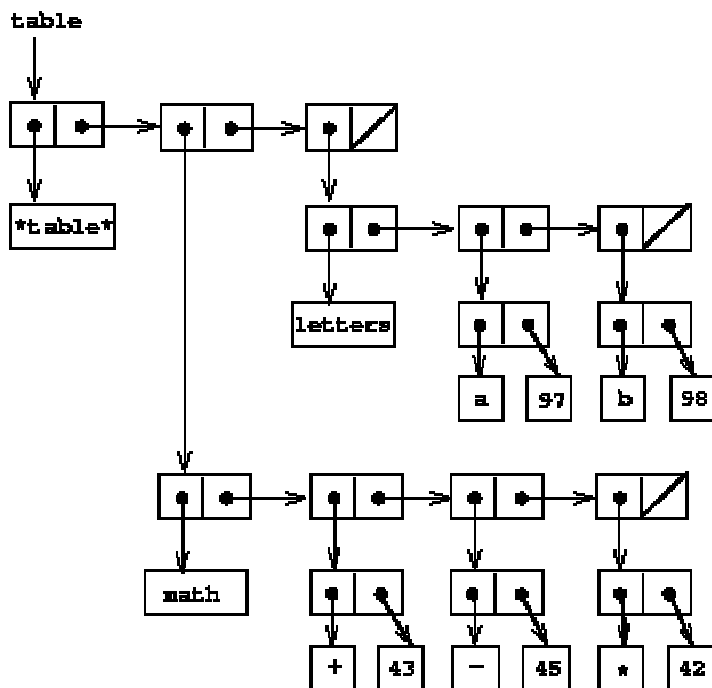 table
*table*
letters
a 97 b 98
math
+ 43 - 45 * 42